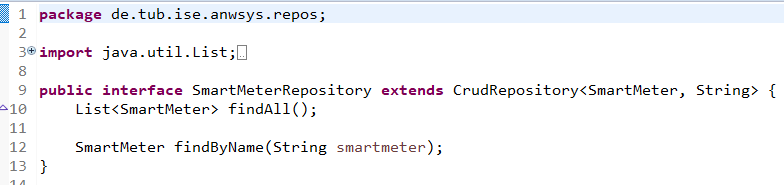 1 package de.tub.ise.anwsys.repos;
2
3 import java.util.List;
8
9 public interface SmartMeterRepository extends CrudRepository<SmartMeter, String> {
10 List<SmartMeter> findAll();
11
12 SmartMeter findByName(String smartmeter);
13 }
14